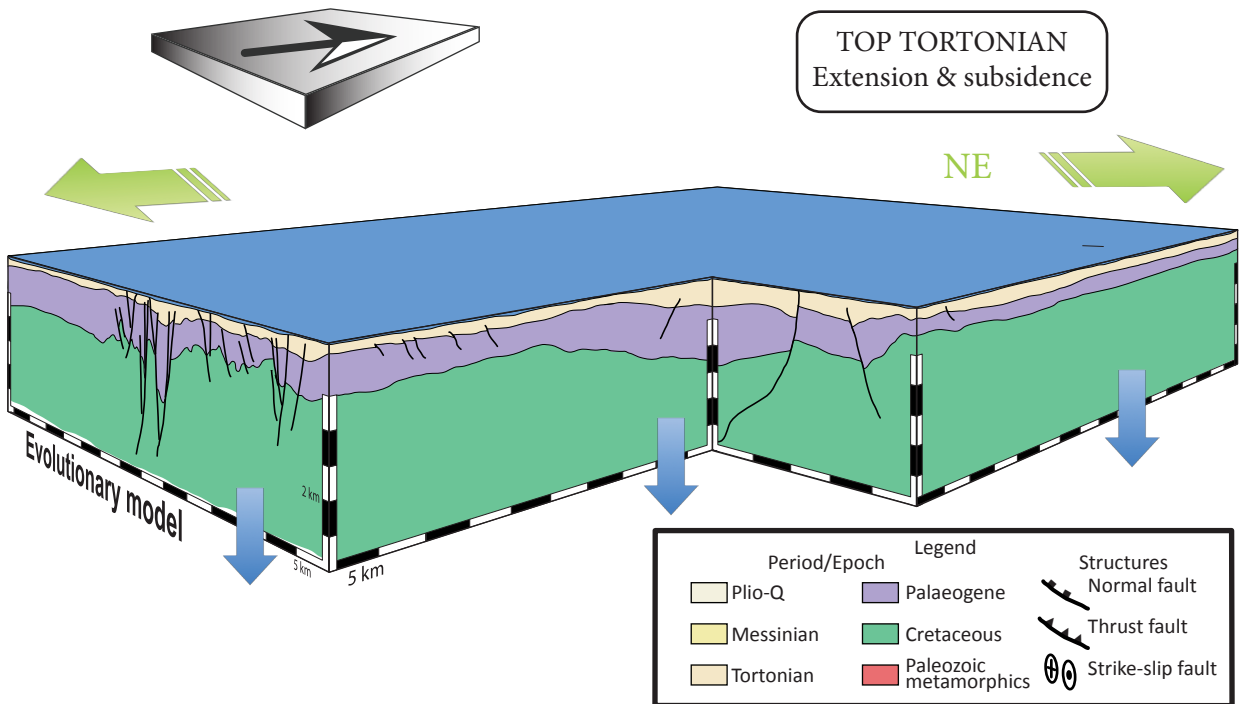 TOP TORTONIAN
Extension & subsidence
NE
Evolutionary model
2 km
5 km
5 km
Legend
Period/Epoch
Structures
Plio-Q
Palaeogene
Normal fault
Messinian
Cretaceous
Thrust fault
Tortonian
Paleozoic
metamorphics
Strike-slip fault